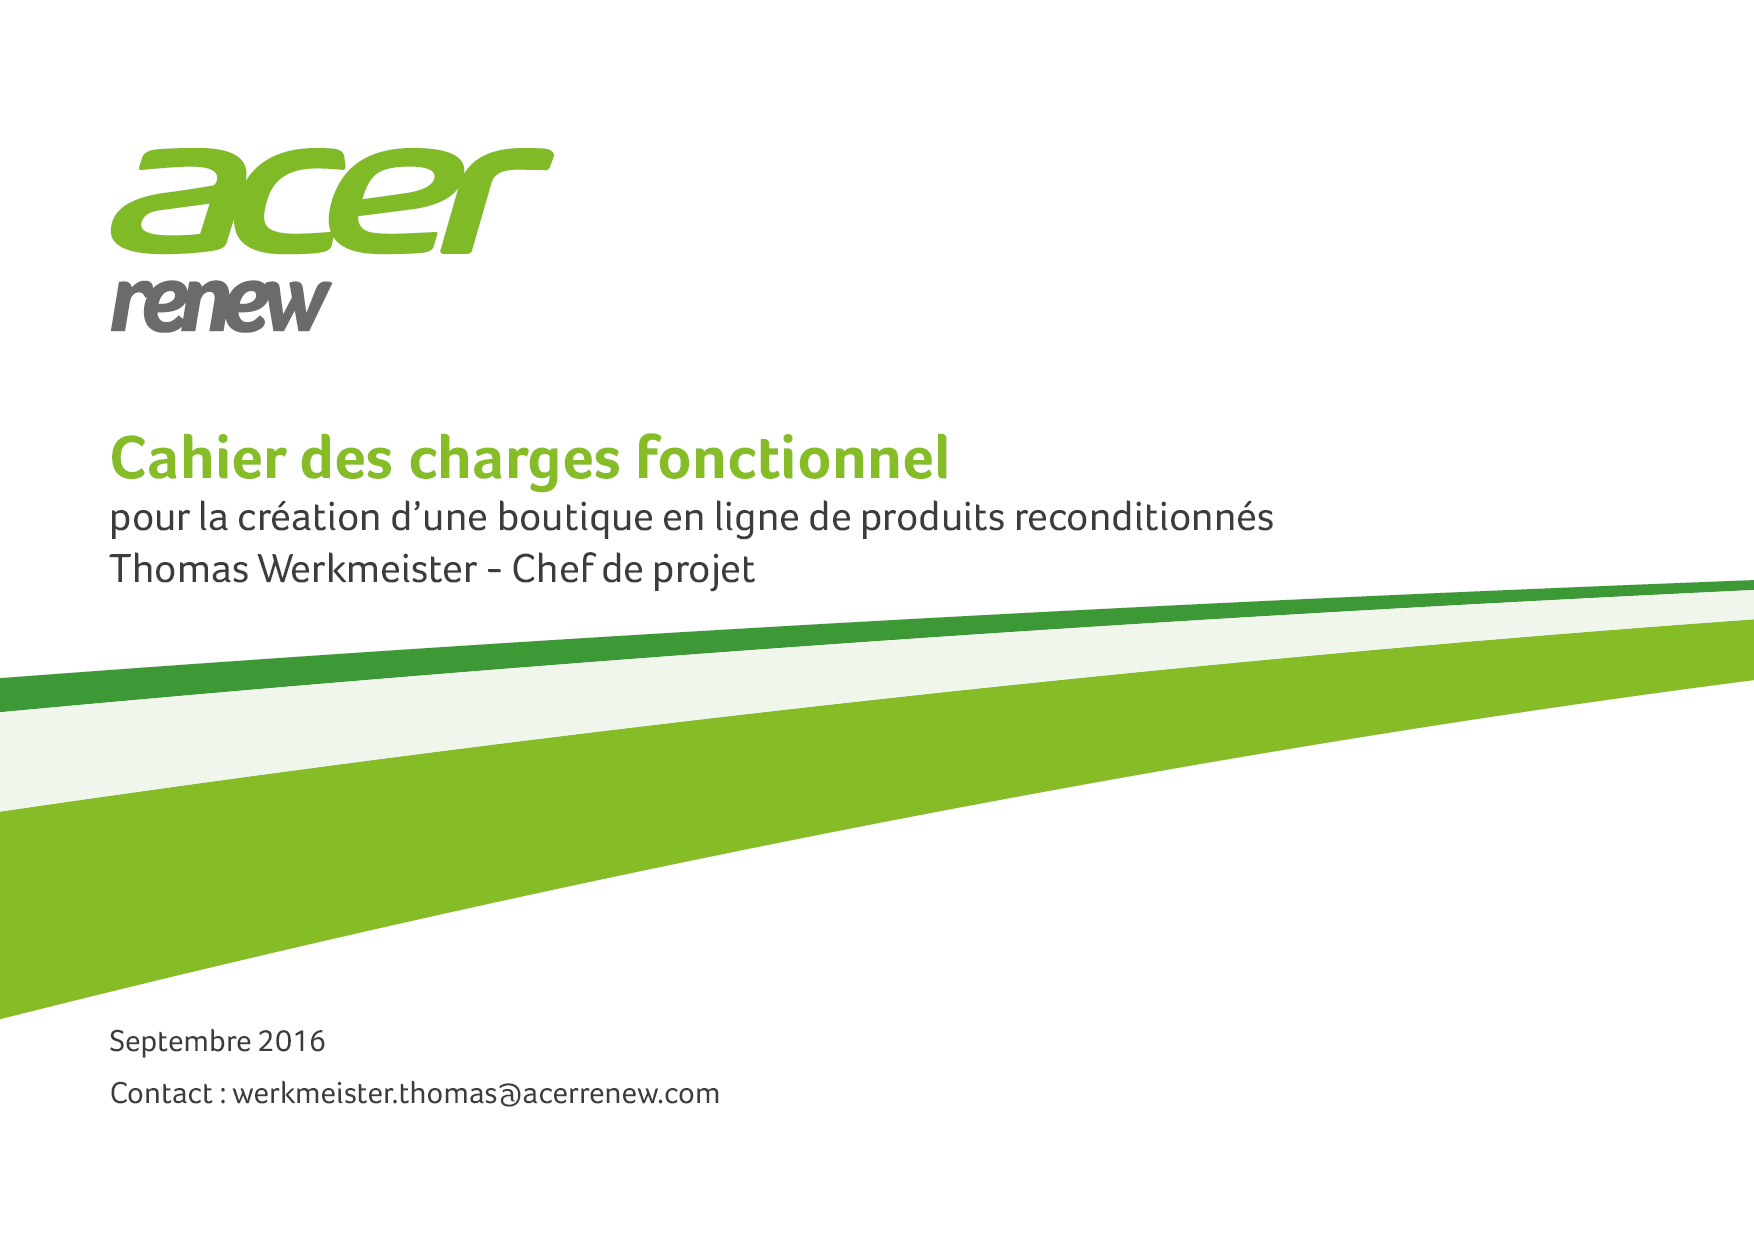 acer
renew
Cahier des charges fonctionnel
pour la création d’une boutique en ligne de produits reconditionnés
Thomas Werkmeister - Chef de projet
Septembre 2016
Contact : werkmeister.thomas@acerrenew.com